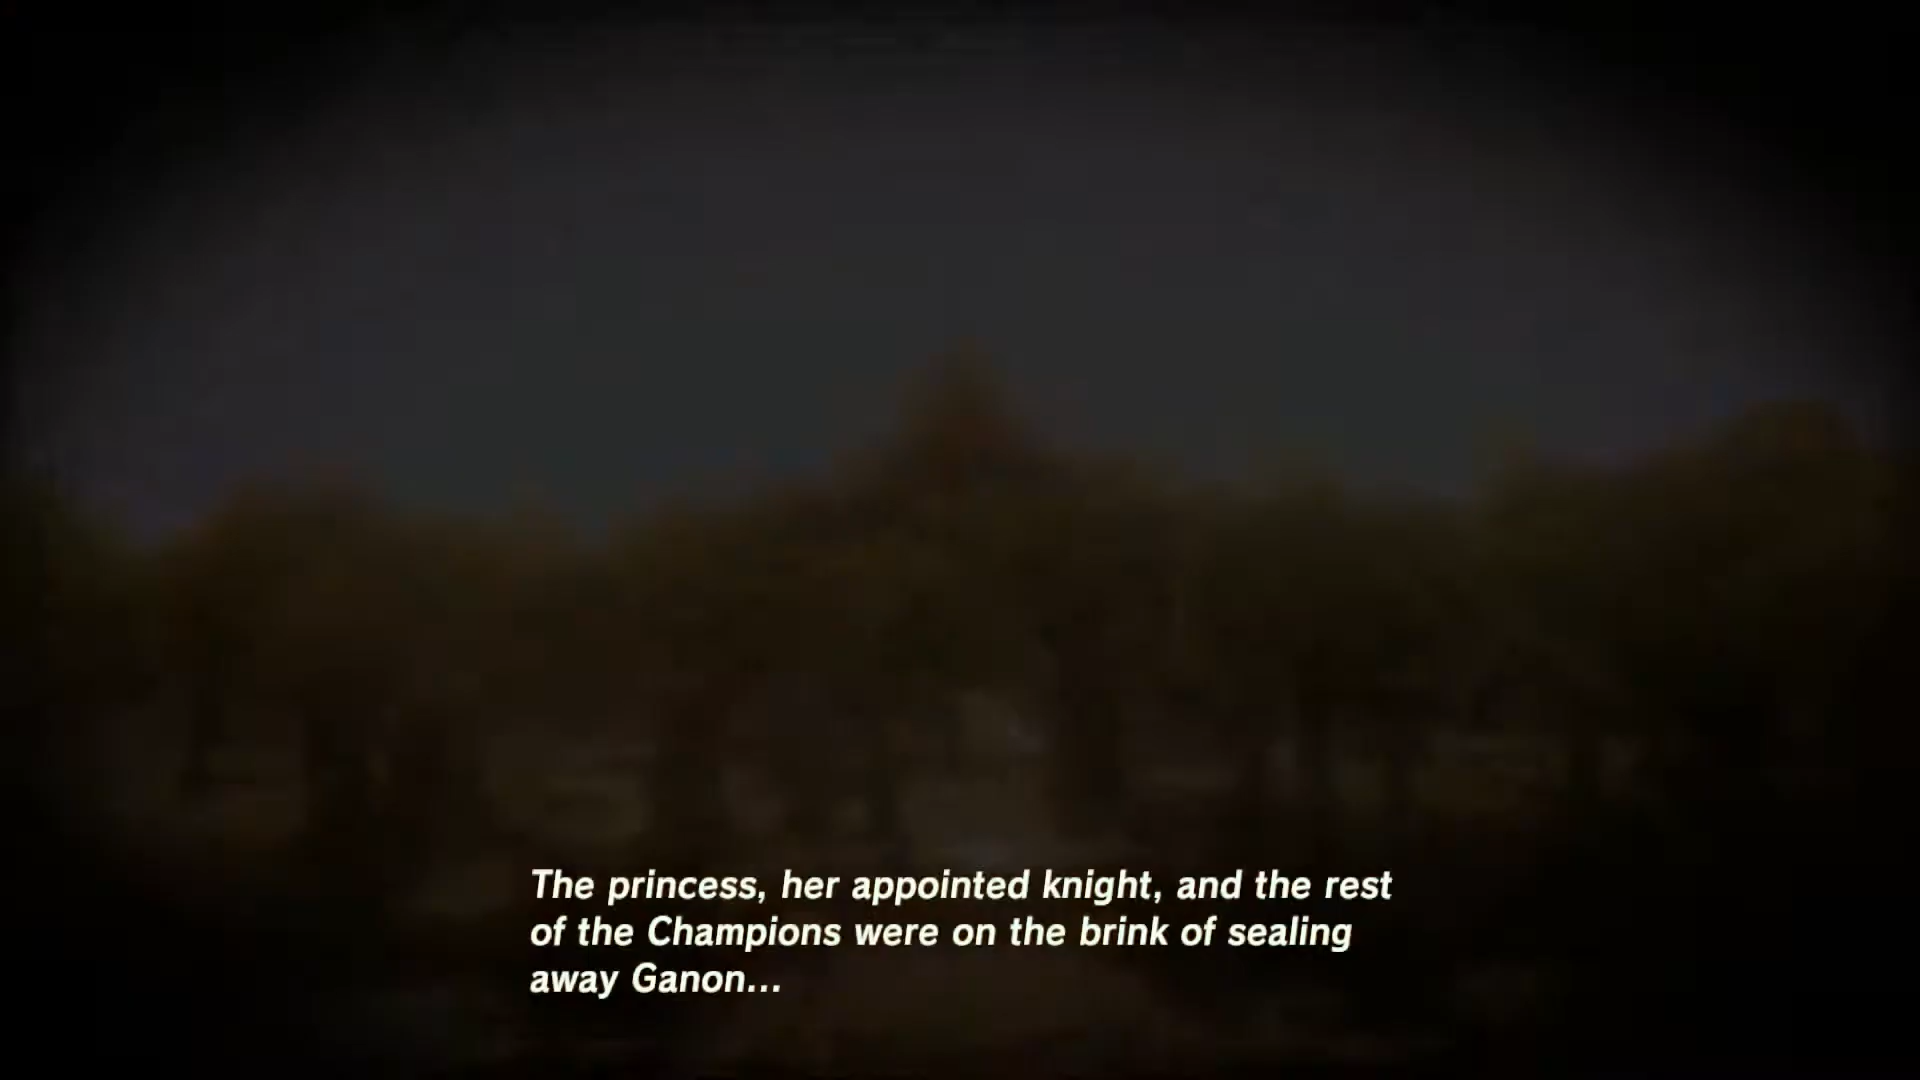 The princess, her appointed knight, and the rest
of the Champions were on the brink of sealing
away Ganon...